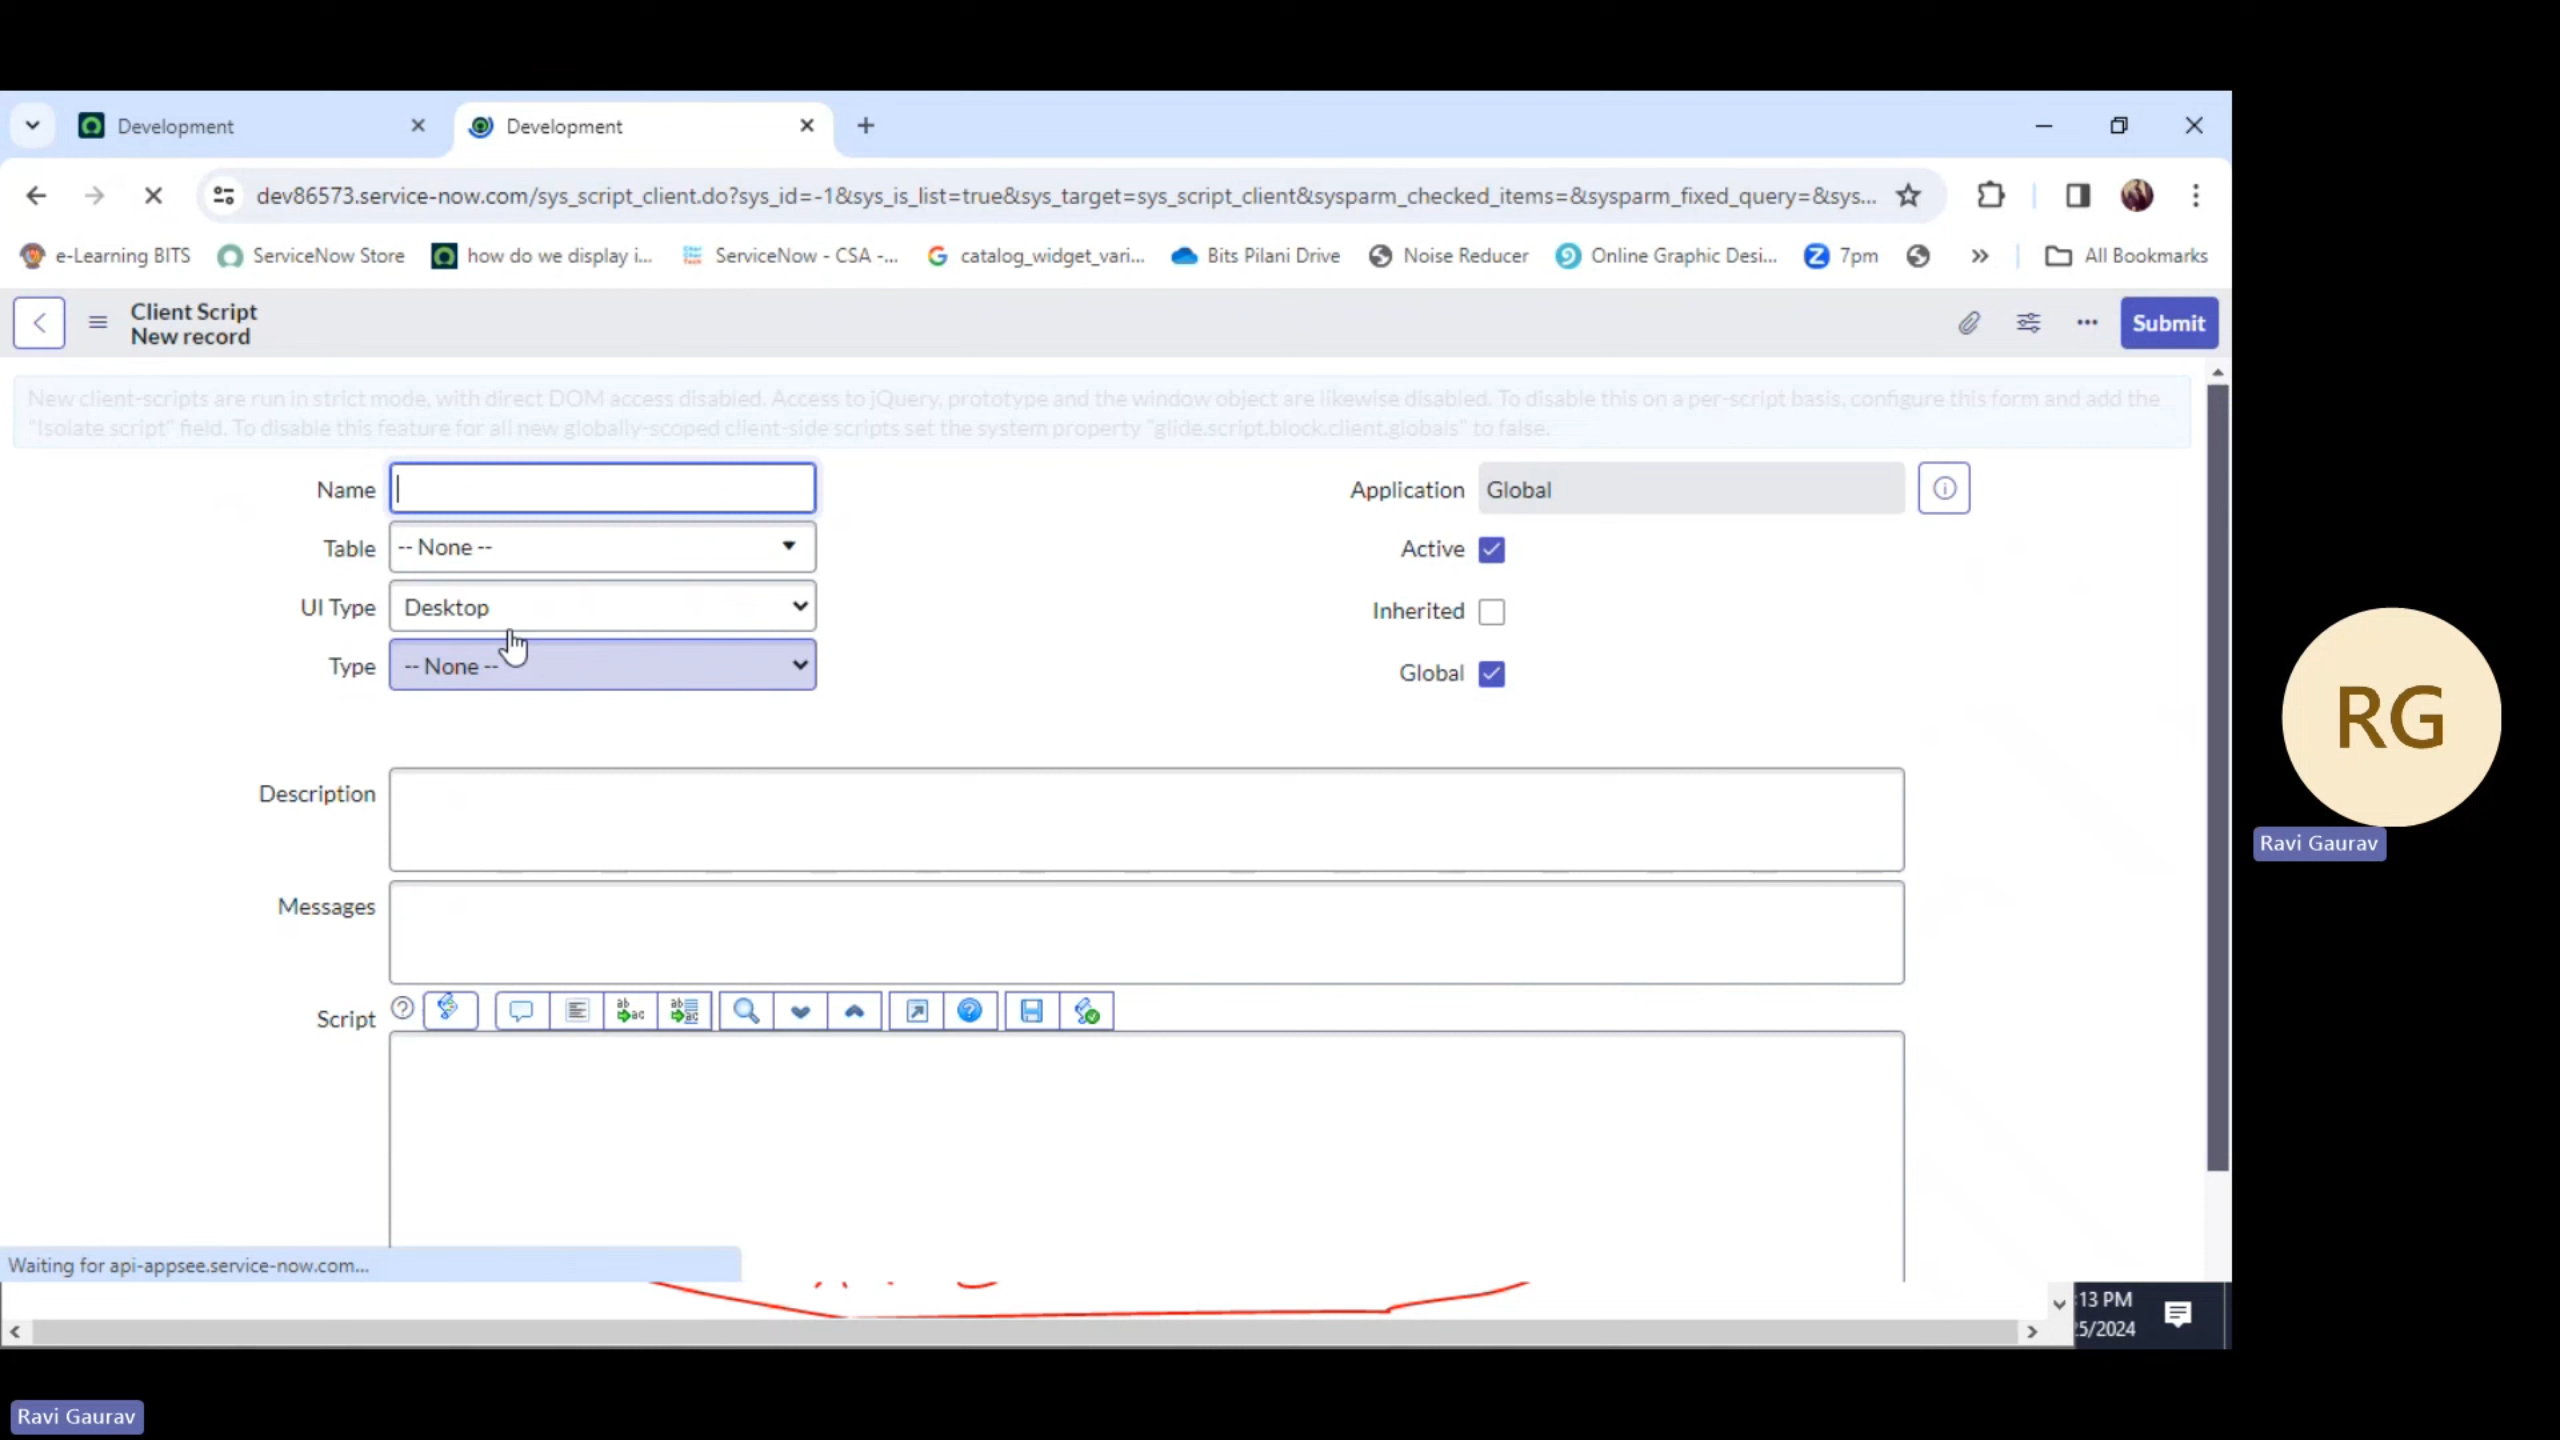 Development
Development
dev86573.service-now.com/sys_script_client.do?sys_id=-1&sys_is_list=true&sys_target=sys_script_client&sysparm_checked_items=&sysparm_fixed_query=&sys...
e-Learning BITS
ServiceNow Store
how do we display i...
ServiceNow - CSA -...
catalog_widget_vari...
Bits Pilani Drive
Noise Reducer
Online Graphic Desi...
7pm
All Bookmarks
Client Script
New record
Submit
New client-scripts are run in strict mode, with direct DOM access disabled. Access to jQuery, prototype and the window object are likewise disabled. To disable this on a per-script basis, configure this form and add the
"Isolate script" field. To disable this feature for all new globally-scoped client-side scripts set the system property "glide.script.block.client.globals" to false.
Name
Application Global
Table -- None --
Active
UI Type Desktop
Inherited
Type -- None --
Global
Description
Messages
Script
Waiting for api-appsee.service-now.com...
:13 PM
5/2024
RG
Ravi Gaurav
Ravi Gaurav